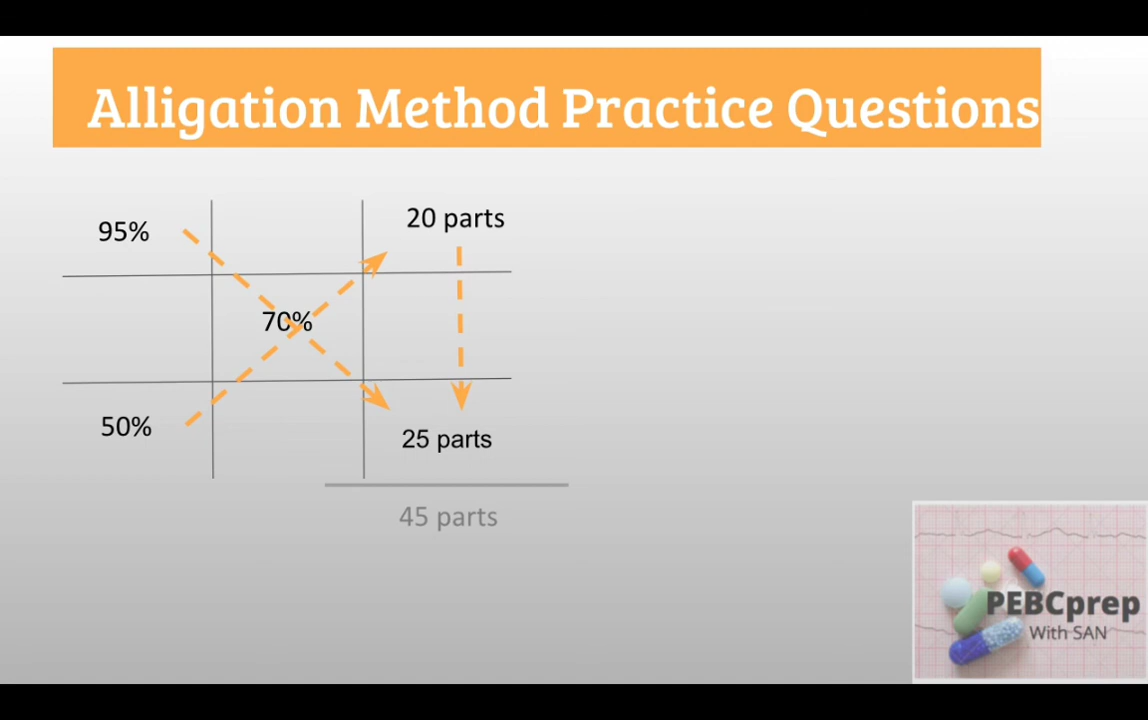 Alligation Method Practice Questions
95%
20 parts
70%
50%
25 parts
45 parts
PEBCprep
With SAN